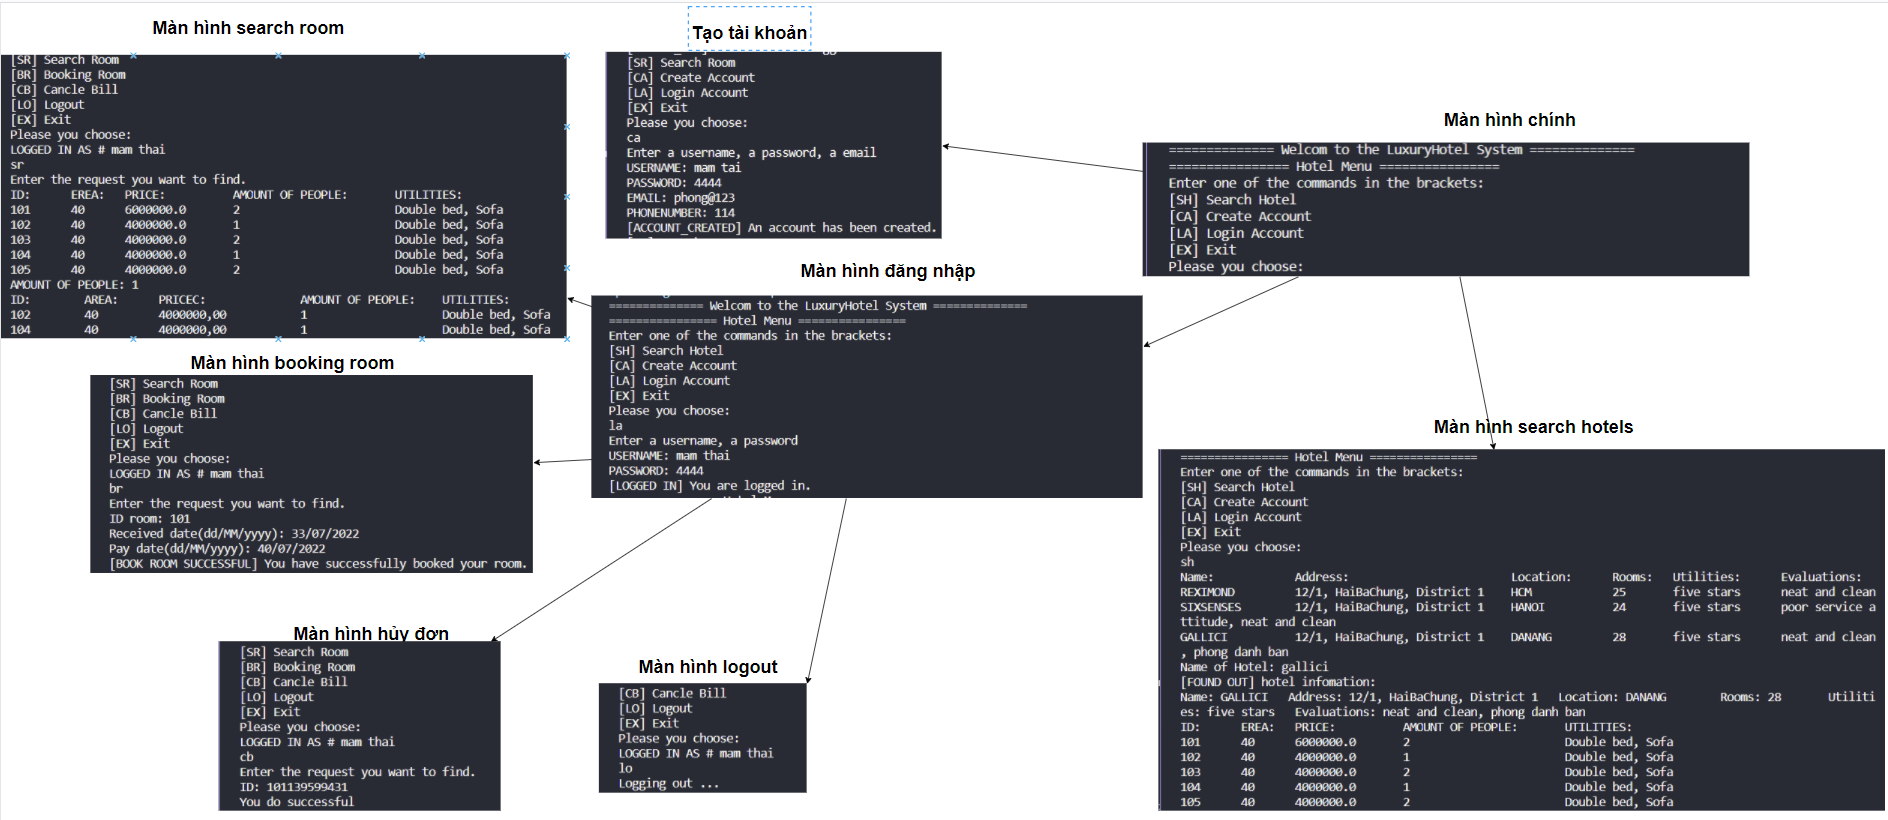 Màn hình search room
[SR] Search Room
[BR] Booking Room
[CB] Cancle Bill
[LO] Logout
[EX] Exit
Please you choose:
LOGGED IN AS # mam thai
sr
Enter the request you want to find.
ID: EREA: PRICE: AMOUNT OF PEOPLE: UTILITIES:
101 40 6000000.0 2 Double bed, Sofa
102 40 4000000.0 1 Double bed, Sofa
103 40 4000000.0 2 Double bed, Sofa
104 40 4000000.0 1 Double bed, Sofa
105 40 4000000.0 2 Double bed, Sofa
AMOUNT OF PEOPLE: 1
ID: AREA: PRICEC: AMOUNT OF PEOPLE: UTILITIES:
102 40 4000000,00 1 Double bed, Sofa
104 40 4000000,00 1 Double bed, Sofa
Tạo tài khoản
[SR] Search Room
[CA] Create Account
[LA] Login Account
[EX] Exit
Please you choose:
ca
Enter a username, a password, a email
USERNAME: mam tai
PASSWORD: 4444
EMAIL: phong@123
PHONENUMBER: 114
[ACCOUNT_CREATED] An account has been created.
Màn hình chính
============== Welcom to the LuxuryHotel System ==============
================ Hotel Menu ================
Enter one of the commands in the brackets:
[SH] Search Hotel
[CA] Create Account
[LA] Login Account
[EX] Exit
Please you choose:
Màn hình đăng nhập
============== Welcom to the LuxuryHotel System ==============
================ Hotel Menu ================
Enter one of the commands in the brackets:
[SH] Search Hotel
[CA] Create Account
[LA] Login Account
[EX] Exit
Please you choose:
la
Enter a username, a password
USERNAME: mam thai
PASSWORD: 4444
[LOGGED IN] You are logged in.
Màn hình booking room
[SR] Search Room
[BR] Booking Room
[CB] Cancle Bill
[LO] Logout
[EX] Exit
Please you choose:
LOGGED IN AS # mam thai
br
Enter the request you want to find.
ID room: 101
Received date(dd/MM/yyyy): 33/07/2022
Pay date(dd/MM/yyyy): 40/07/2022
[BOOK ROOM SUCCESSFUL] You have successfully booked your room.
Màn hình search hotels
================ Hotel Menu ================
Enter one of the commands in the brackets:
[SH] Search Hotel
[CA] Create Account
[LA] Login Account
[EX] Exit
Please you choose:
sh
Name: Address: Location: Rooms: Utilities: Evaluations:
REXIMOND 12/1, HaiBaChung, District 1 HCM 25 five stars neat and clean
SIXSENSES 12/1, HaiBaChung, District 1 HANOI 24 five stars poor service a
ttitude, neat and clean
GALLICI 12/1, HaiBaChung, District 1 DANANG 28 five stars neat and clean
, phong danh ban
Name of Hotel: gallici
[FOUND OUT] hotel infomation:
Name: GALLICI Address: 12/1, HaiBaChung, District 1 Location: DANANG Rooms: 28 Utiliti
es: five stars Evaluations: neat and clean, phong danh ban
ID: EREA: PRICE: AMOUNT OF PEOPLE: UTILITIES:
101 40 6000000.0 2 Double bed, Sofa
102 40 4000000.0 1 Double bed, Sofa
103 40 4000000.0 2 Double bed, Sofa
104 40 4000000.0 1 Double bed, Sofa
105 40 4000000.0 2 Double bed, Sofa
Màn hình hủy đơn
[SR] Search Room
[BR] Booking Room
[CB] Cancle Bill
[LO] Logout
[EX] Exit
Please you choose:
LOGGED IN AS # mam thai
cb
Enter the request you want to find.
ID: 101139599431
You do successful
Màn hình logout
[CB] Cancle Bill
[LO] Logout
[EX] Exit
Please you choose:
LOGGED IN AS # mam thai
lo
Logging out ...